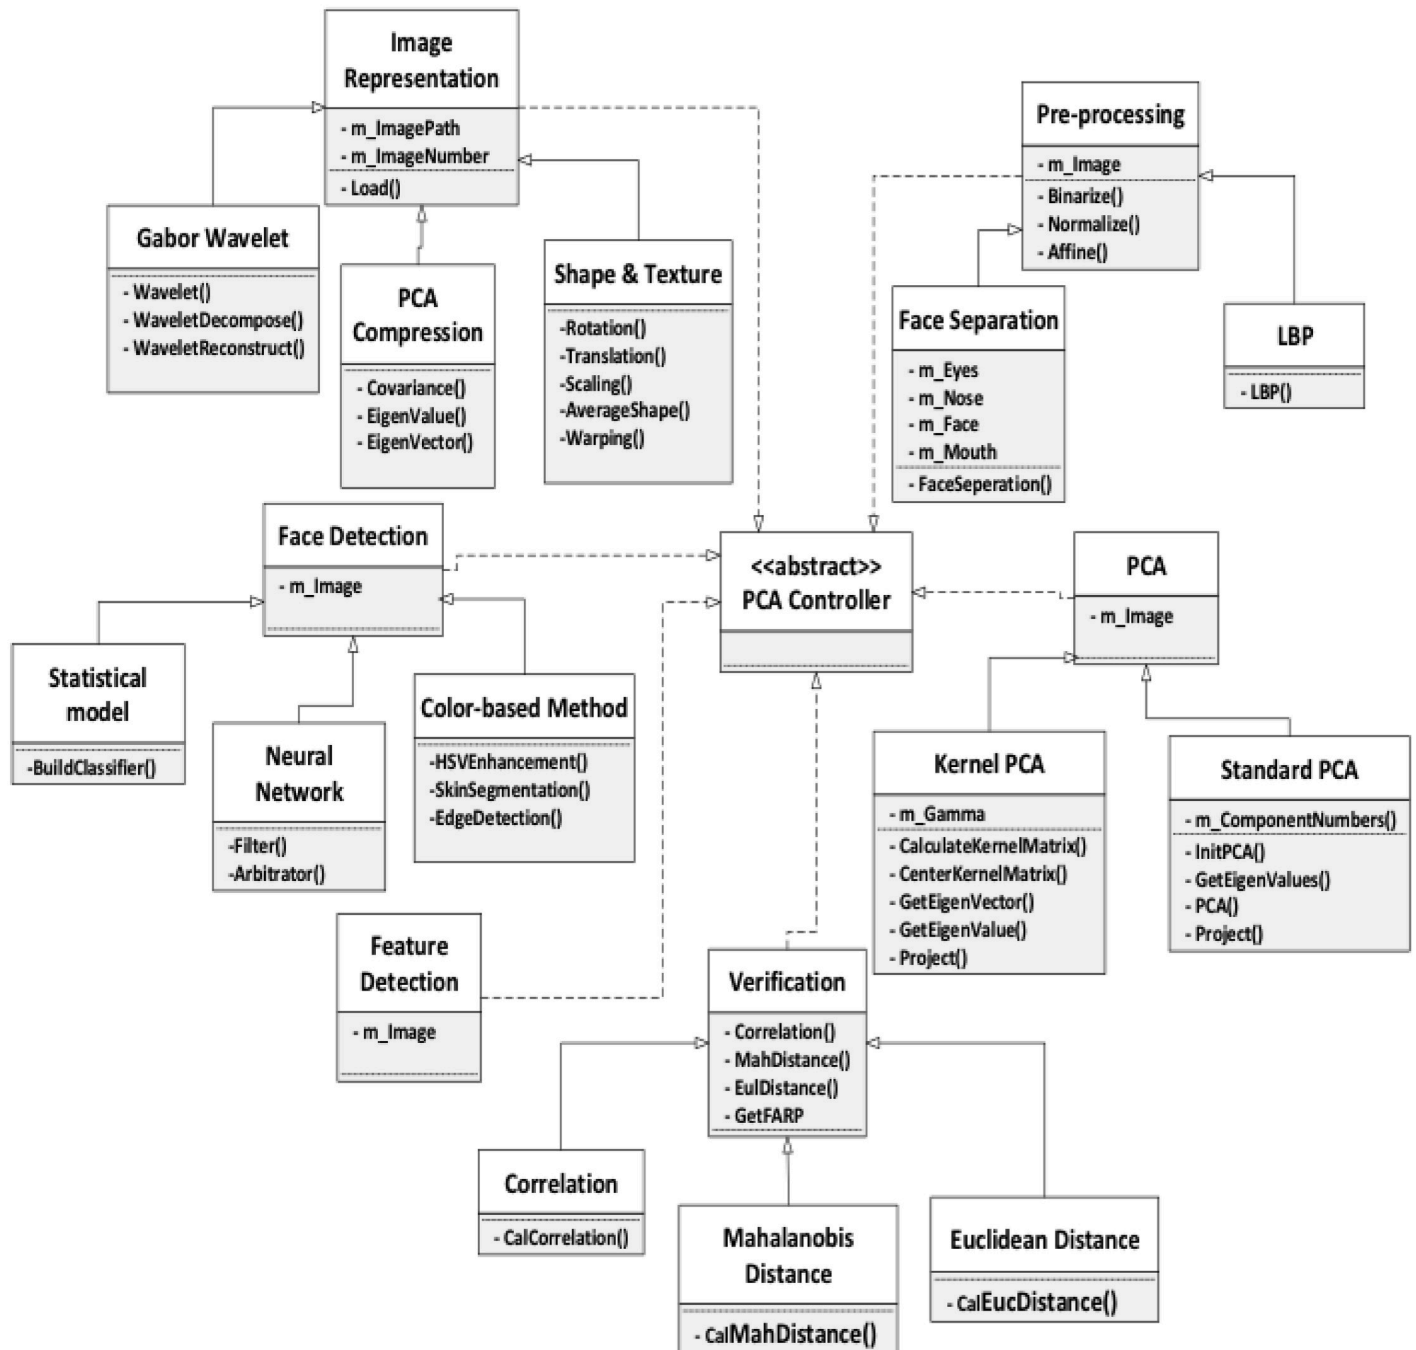 Image
Representation
- m_ImagePath
- m_ImageNumber
- Load()
Pre-processing
- m_Image
- Binarize()
- Normalize()
- Affine()
Gabor Wavelet
- Wavelet()
- WaveletDecompose()
- WaveletReconstruct()
PCA
Compression
- Covariance()
- EigenValue()
- EigenVector()
Shape & Texture
-Rotation()
-Translation()
-Scaling()
-AverageShape()
-Warping()
Face Separation
- m_Eyes
- m_Nose
- m_Face
- m_Mouth
- FaceSeperation()
LBP
- LBP()
Face Detection
- m_Image
<<abstract>>
PCA Controller
PCA
- m_Image
Statistical
model
-BuildClassifier()
Neural
Network
-Filter()
-Arbitrator()
Color-based Method
-HSVEnhancement()
-SkinSegmentation()
-EdgeDetection()
Kernel PCA
- m_Gamma
- CalculateKernelMatrix()
- CenterKernelMatrix()
- GetEigenVector()
- GetEigenValue()
- Project()
Standard PCA
- m_ComponentNumbers()
- InitPCA()
- GetEigenValues()
- PCA()
- Project()
Feature
Detection
- m_Image
Verification
- Correlation()
- MahDistance()
- EulDistance()
- GetFARP
Correlation
- CalCorrelation()
Mahalanobis
Distance
- CalMahDistance()
Euclidean Distance
- CalEucDistance()